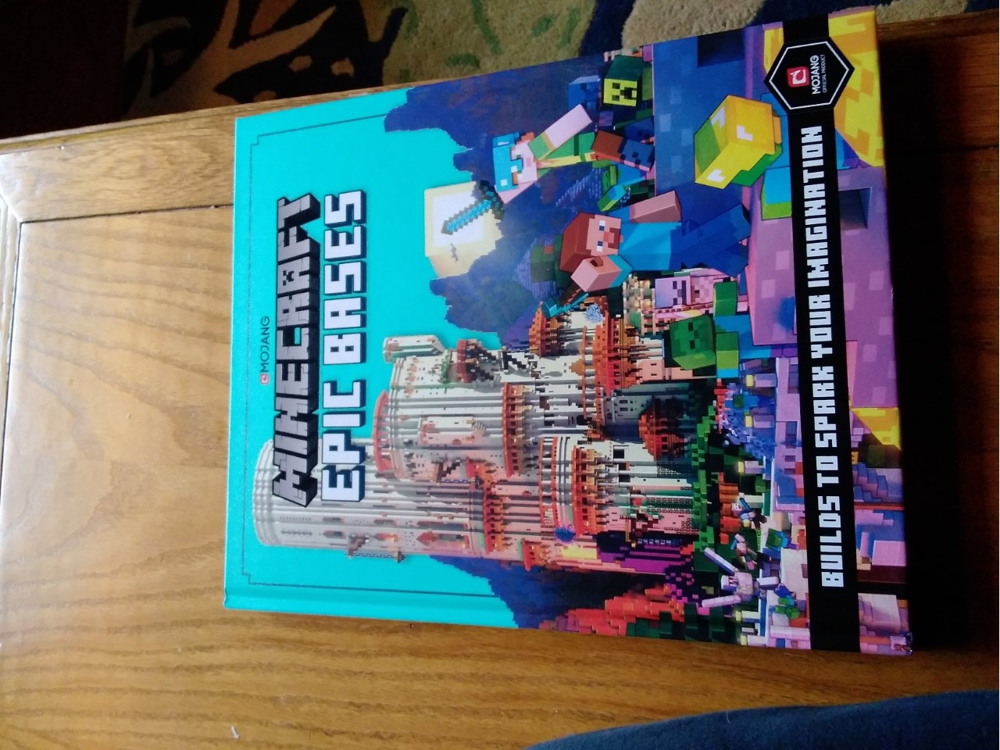 MOJANG
MINECRAFT
EPIC BASES
BUILDS TO SPARK YOUR IMAGINATION
MOJANG
OFFICIAL PRODUCT